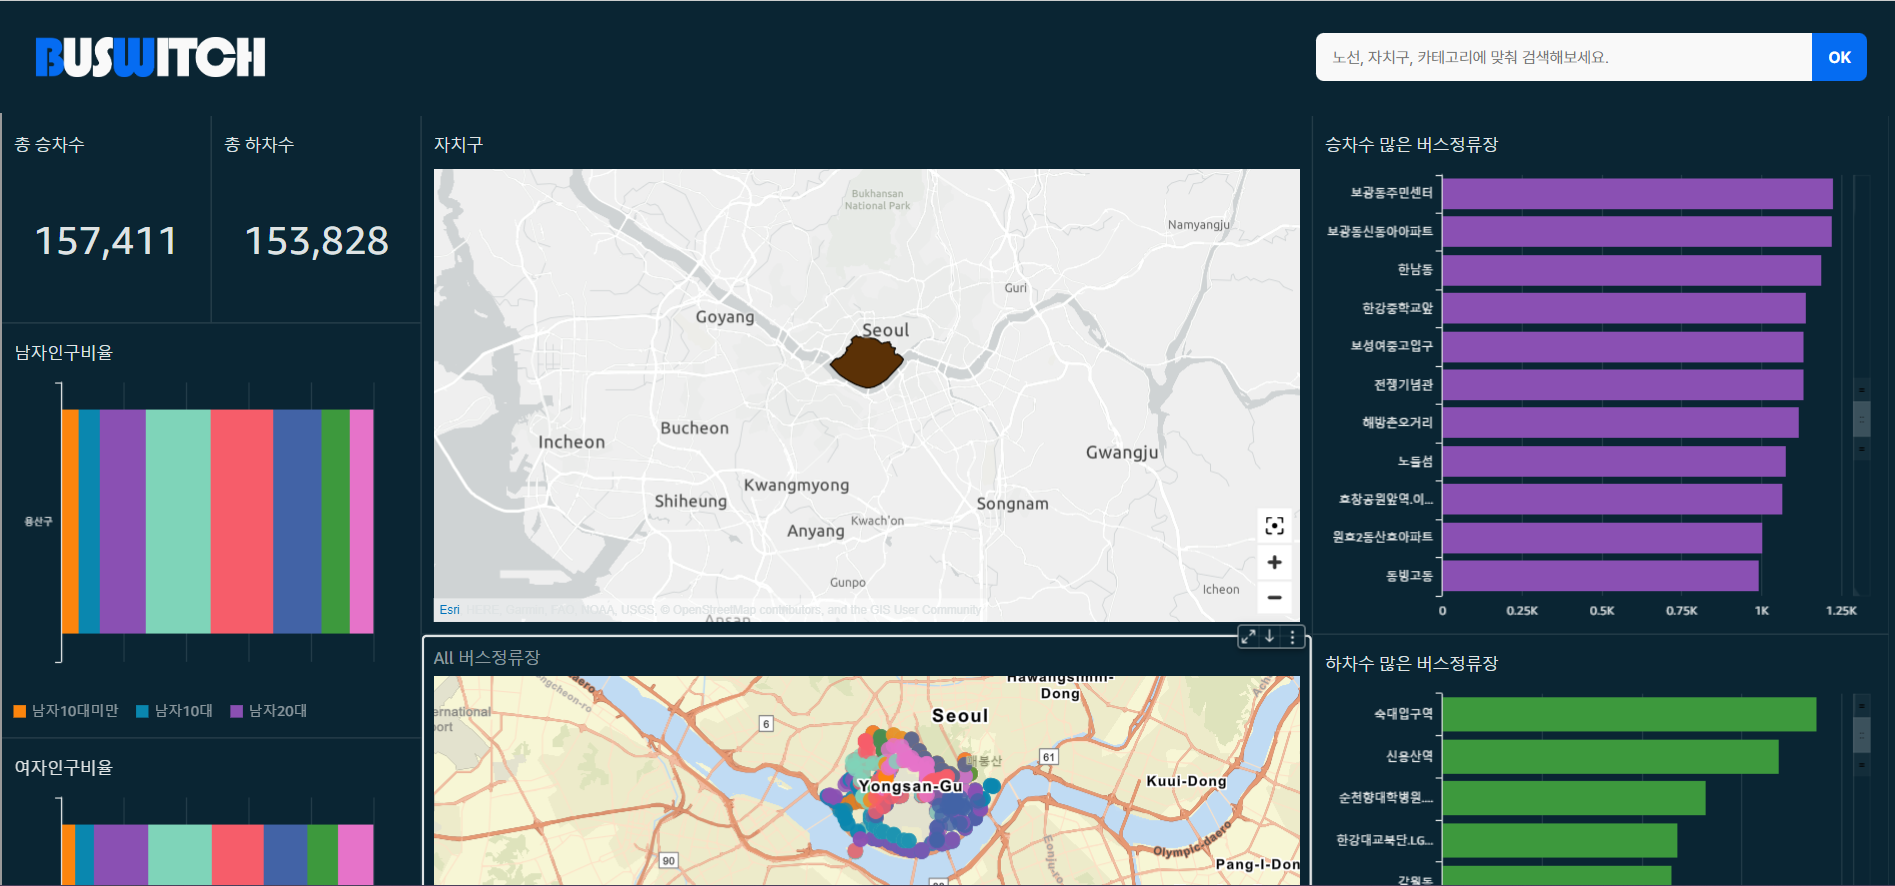 BUSWITCH
노선, 자치구, 카테고리에 맞춰 검색해보세요.
OK
총 승차수
157,411
총 하차수
153,828
남자인구비율
용산구
남자10대미만
남자10대
남자20대
여자인구비율
자치구
Bukhansan
National Park
Namyangju
Guri
Goyang
Seoul
Incheon
Bucheon
Gwangju
Kwangmyong
Shiheung
Songnam
Kwach'on
Anyang
Gunpo
Icheon
Esri, HERE, Garmin, FAO, NOAA, USGS, © OpenStreetMap contributors, and the GIS User Community
Ansan
All 버스정류장
Hawangshimni-
Dong
ernational
port
6
Seoul
61
배봉산
Yongsan-Gu
Kuui-Dong
Olympic-daero
90
Pang-I-Don
승차수 많은 버스정류장
보광동주민센터
보광동신동아아파트
한남동
한강중학교앞
보성여중고입구
전쟁기념관
해방촌오거리
노들섬
효창공원앞역.이...
원효2동산호아파트
동빙고동
0
0.25K
0.5K
0.75K
1K
1.25K
하차수 많은 버스정류장
숙대입구역
신용산역
순천향대학병원....
한강대교북단.LG...
강원동